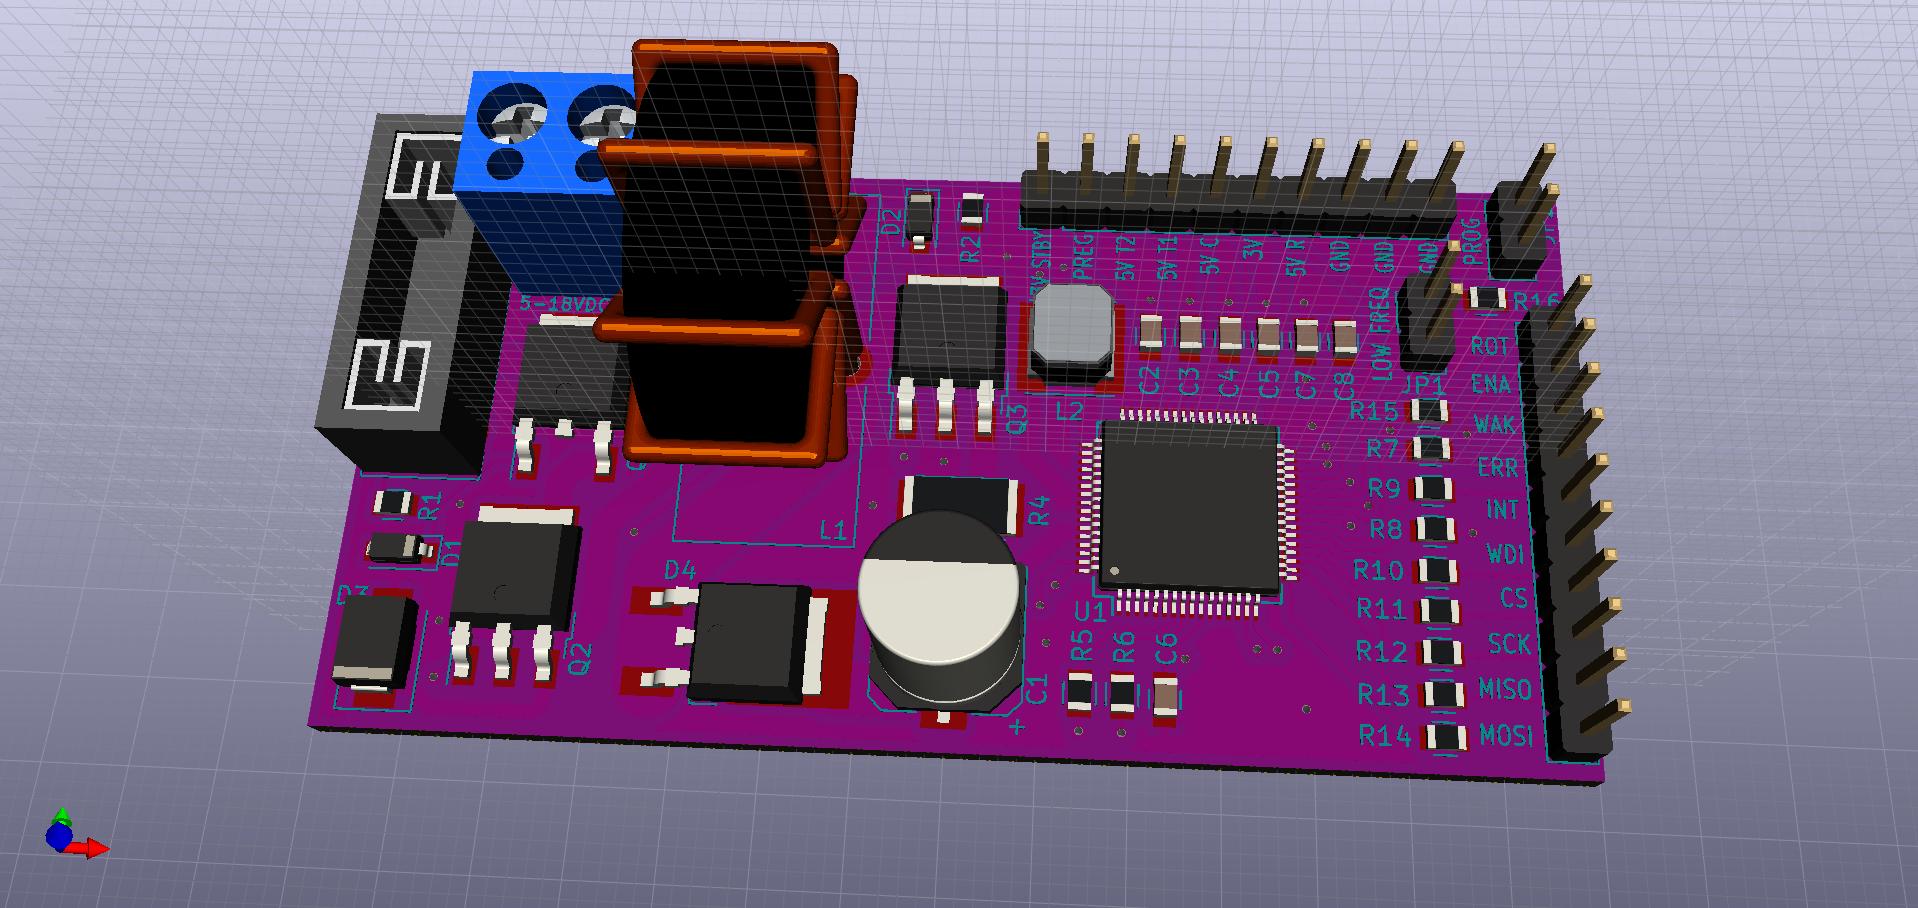 5-18VDC
D2
R2
STBY
PREG
5V T2
5V T1
5V C
3V
5V R
GND
GND
GND
PROG
LOW FREQ
JP1
R16
C2
C3
C4
C5
C7
C8
Q3
L2
R15
R7
R9
R8
R10
R11
R12
R13
R14
ROT
ENA
WAK
ERR
INT
WDI
CS
SCK
MISO
MOSI
R1
D1
D3
Q2
D4
L1
R4
C1
+
U1
R5
R6
C6